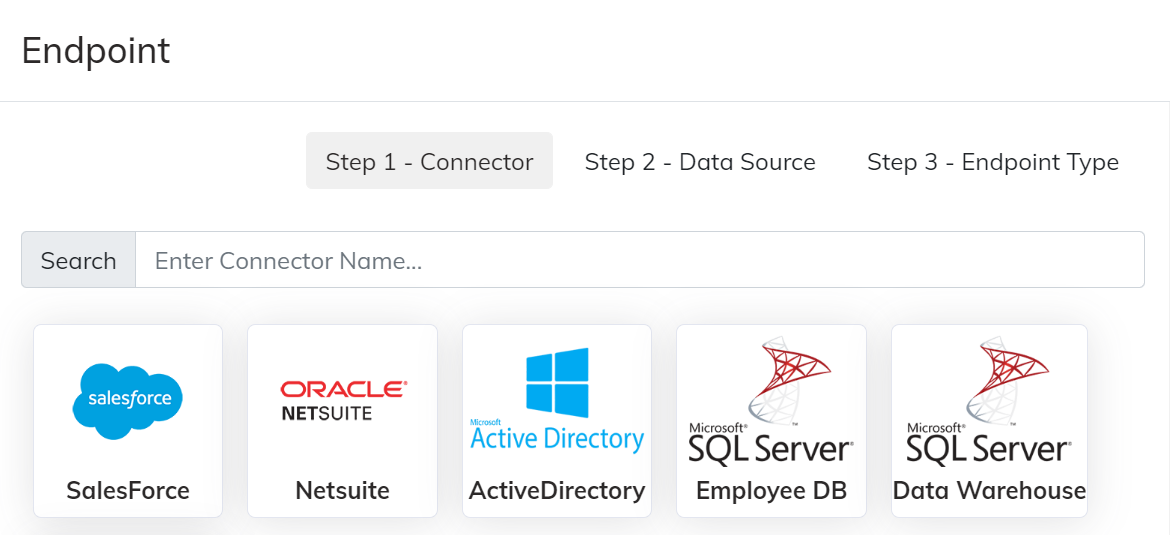 Endpoint
Step 1 - Connector Step 2 - Data Source Step 3 - Endpoint Type
Search Enter Connector Name...
salesforce
SalesForce
ORACLE®
NETSUITE
Netsuite
Microsoft
Active Directory
ActiveDirectory
Microsoft®
SQL Server®
Employee DB
Microsoft®
SQL Server®
Data Warehouse